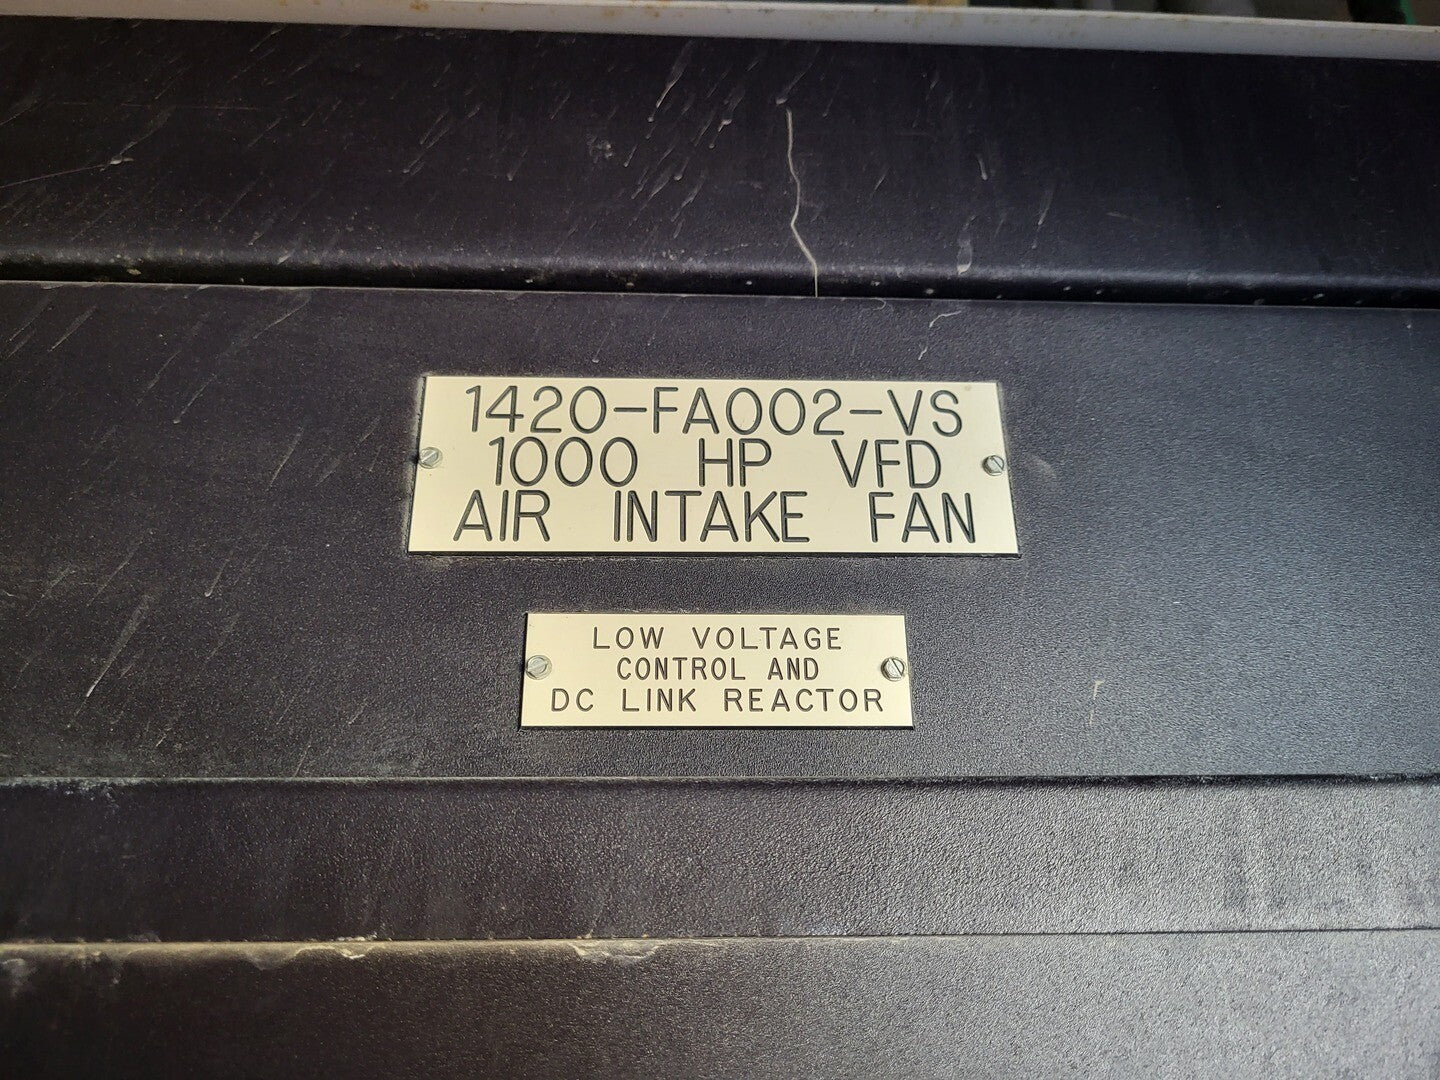 1420-FA002-VS
1000 HP VFD
AIR INTAKE FAN
LOW VOLTAGE
CONTROL AND
DC LINK REACTOR